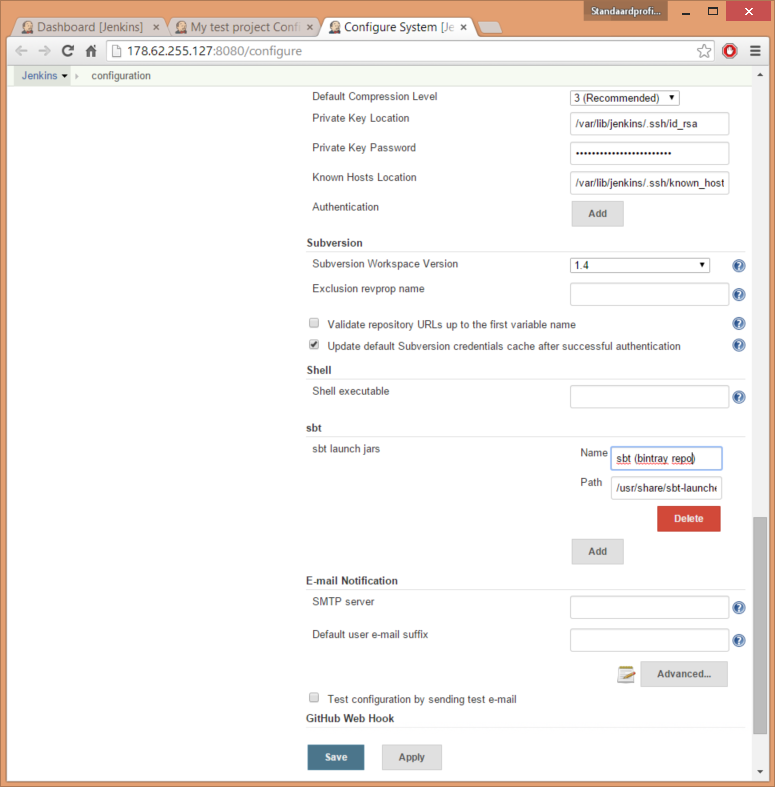 Standaardprofi...
Dashboard [Jenkins]
My test project Confi
Configure System [Je
178.62.255.127:8080/configure
Jenkins
configuration
Default Compression Level
3 (Recommended)
Private Key Location
/var/lib/jenkins/.ssh/id_rsa
Private Key Password
••••••••••••••••••••••••
Known Hosts Location
/var/lib/jenkins/.ssh/known_host
Authentication
Add
Subversion
Subversion Workspace Version
1.4
Exclusion revprop name
Validate repository URLs up to the first variable name
Update default Subversion credentials cache after successful authentication
Shell
Shell executable
sbt
sbt launch jars
Name
sbt (bintray repo)
Path
/usr/share/sbt-launche
Delete
Add
E-mail Notification
SMTP server
Default user e-mail suffix
Advanced...
Test configuration by sending test e-mail
GitHub Web Hook
Save
Apply